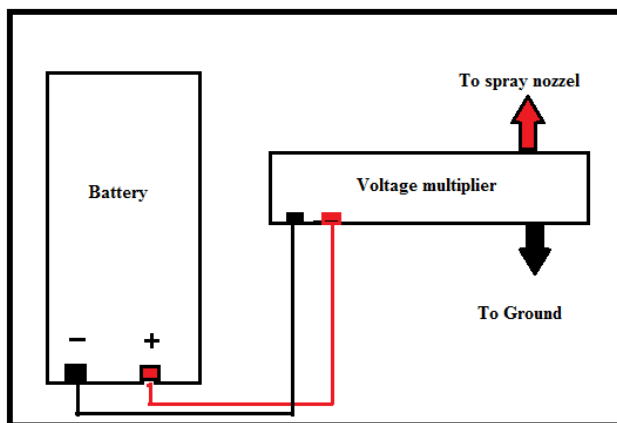 To spray nozzel
Voltage multiplier
Battery
− +
To Ground